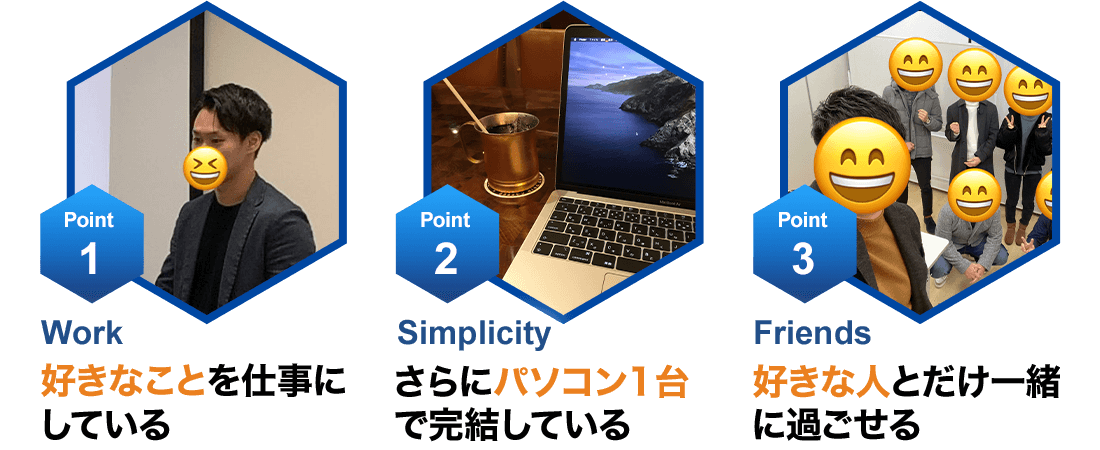 Point
1
Work
好きなことを仕事に
している
Point
2
Simplicity
さらにパソコン1台
で完結している
Point
3
Friends
好きな人とだけ一緒
に過ごせる